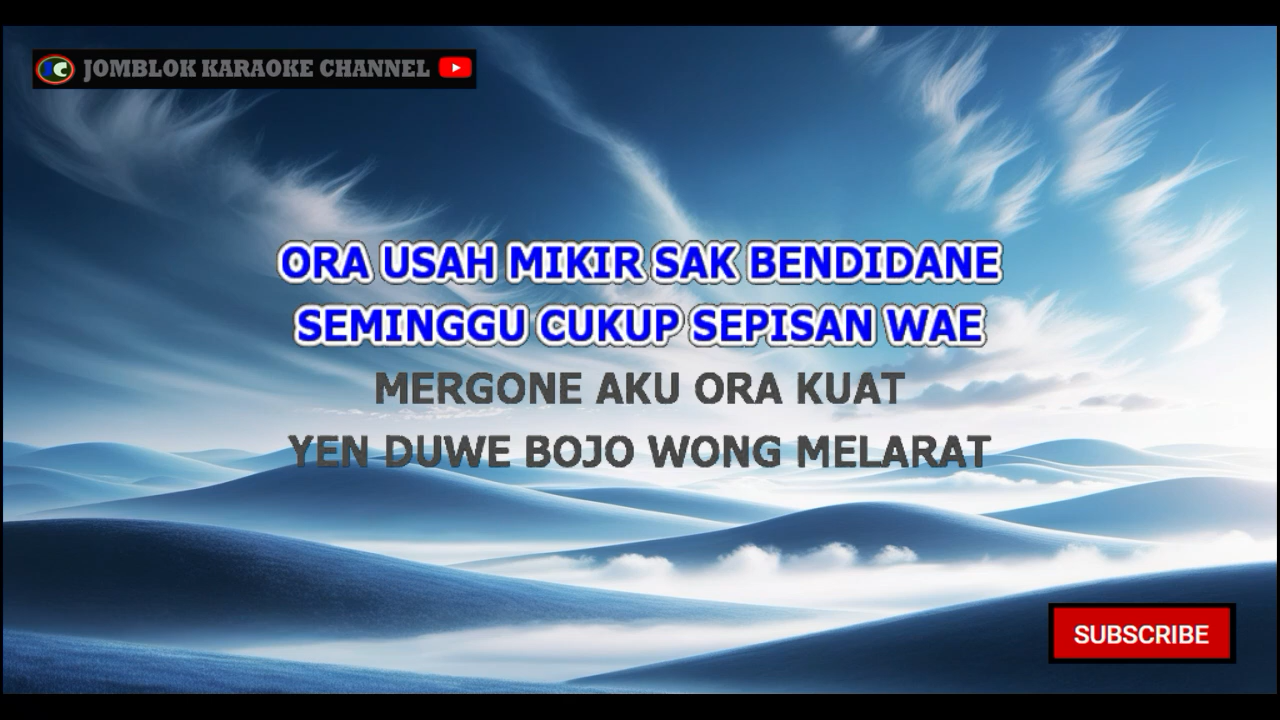 JOMBLOK KARAOKE CHANNEL
ORA USAH MIKIR SAK BENDIDANE
SEMINGGU CUKUP SEPISAN WAE
MERGONE AKU ORA KUAT
YEN DUWE BOJO WONG MELARAT
SUBSCRIBE